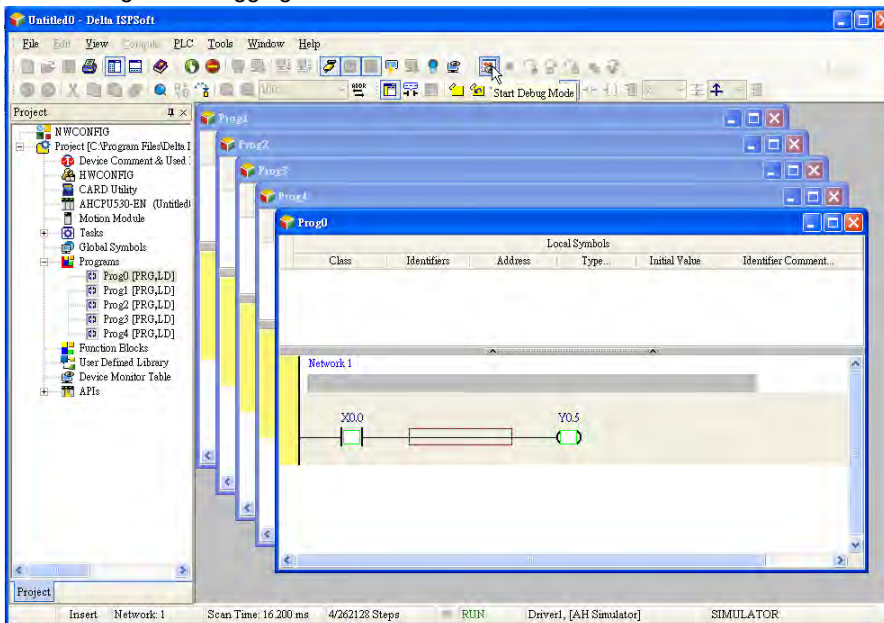 Untitled0 - Delta ISPSoft
File Edit View Compile PLC Tools Window Help
Start Debug Mode
Project
NWCONFIG
Project [C:\Program Files\Delta I
Device Comment & Used
HWCONFIG
CARD Utility
AHCPU530-EN (Untitled
Motion Module
Tasks
Global Symbols
Programs
Prog0 [PRG,LD]
Prog1 [PRG,LD]
Prog2 [PRG,LD]
Prog3 [PRG,LD]
Prog4 [PRG,LD]
Function Blocks
User Defined Library
Device Monitor Table
APIs
Project
Prog1
Prog2
Prog3
Prog4
Prog0
Local Symbols
Class Identifiers Address Type... Initial Value Identifier Comment...
Network 1
X0.0 Y0.5
Insert Network: 1 Scan Time: 16.200 ms 4/262128 Steps RUN Driver1, [AH Simulator] SIMULATOR